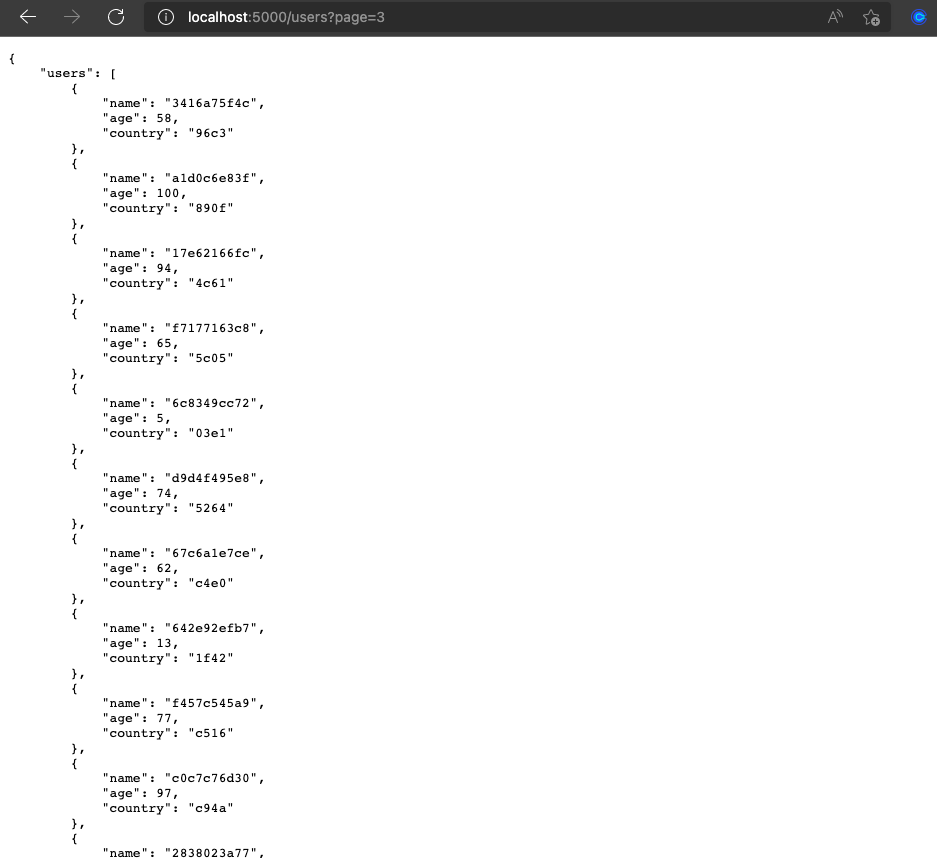 localhost:5000/users?page=3
{
    "users": [
        {
            "name": "3416a75f4c",
            "age": 58,
            "country": "96c3"
        },
        {
            "name": "a1d0c6e83f",
            "age": 100,
            "country": "890f"
        },
        {
            "name": "17e62166fc",
            "age": 94,
            "country": "4c61"
        },
        {
            "name": "f7177163c8",
            "age": 65,
            "country": "5c05"
        },
        {
            "name": "6c8349cc72",
            "age": 5,
            "country": "03e1"
        },
        {
            "name": "d9d4f495e8",
            "age": 74,
            "country": "5264"
        },
        {
            "name": "67c6a1e7ce",
            "age": 62,
            "country": "c4e0"
        },
        {
            "name": "642e92efb7",
            "age": 13,
            "country": "1f42"
        },
        {
            "name": "f457c545a9",
            "age": 77,
            "country": "c516"
        },
        {
            "name": "c0c7c76d30",
            "age": 97,
            "country": "c94a"
        },
        {
            "name": "2838023a77",